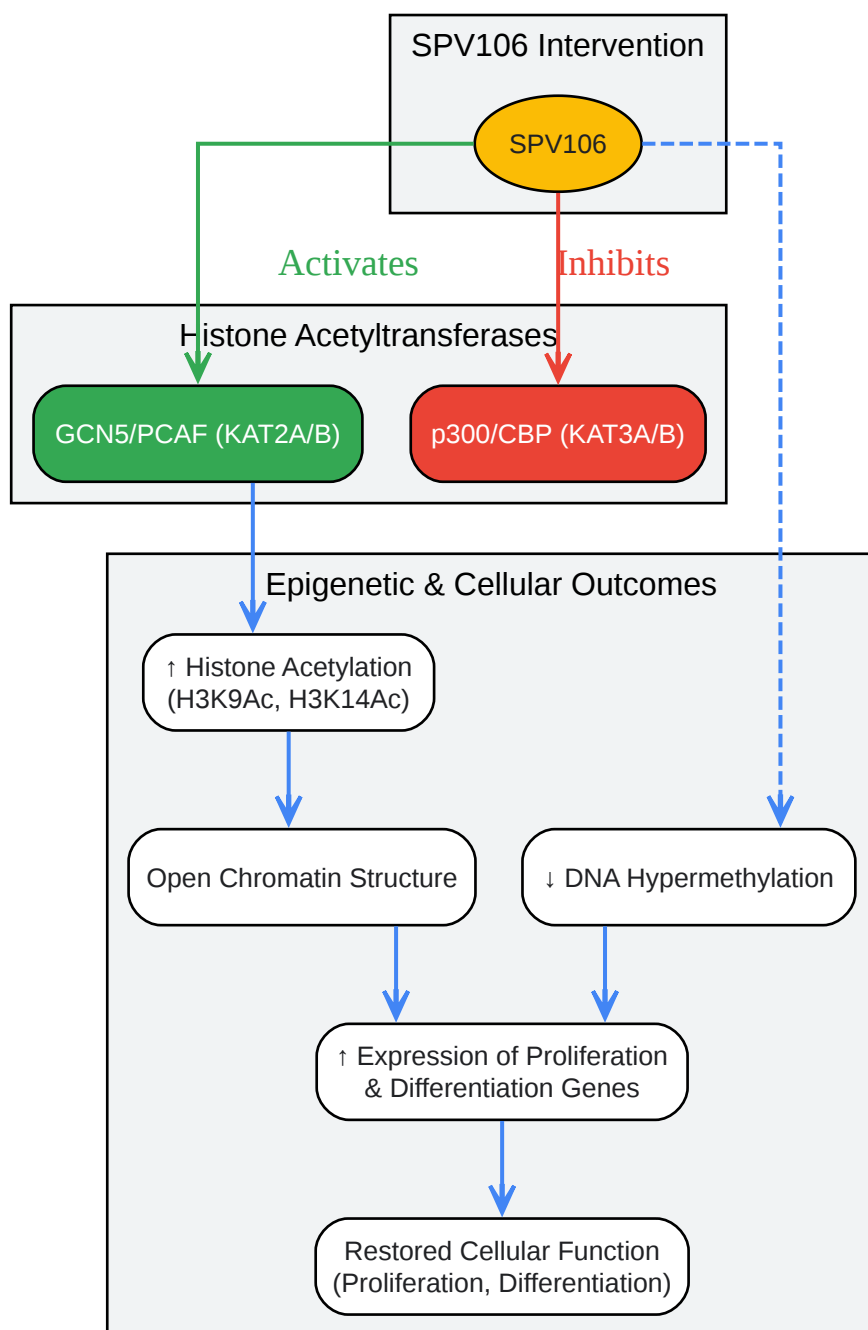 SPV106 Intervention
SPV106
Activates
Inhibits
Histone Acetyltransferases
GCN5/PCAF (KAT2A/B)
p300/CBP (KAT3A/B)
Epigenetic & Cellular Outcomes
↑ Histone Acetylation
(H3K9Ac, H3K14Ac)
Open Chromatin Structure
↓ DNA Hypermethylation
↑ Expression of Proliferation
& Differentiation Genes
Restored Cellular Function
(Proliferation, Differentiation)